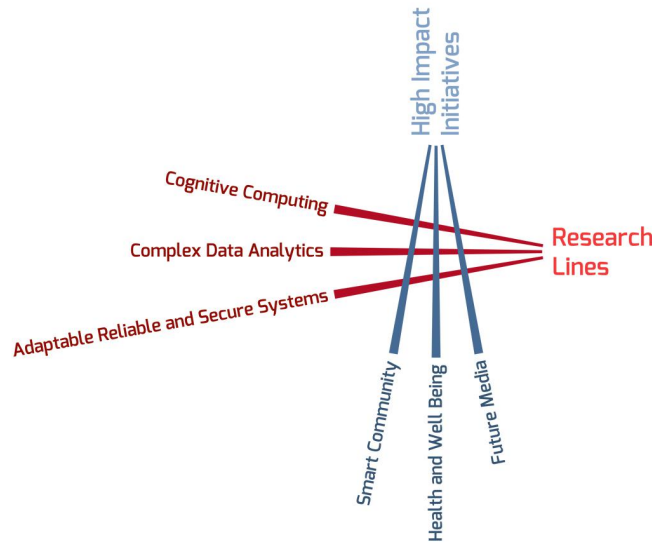 High Impact
Initiatives
Cognitive Computing
Complex Data Analytics
Adaptable Reliable and Secure Systems
Research
Lines
Smart Community
Health and Well Being
Future Media